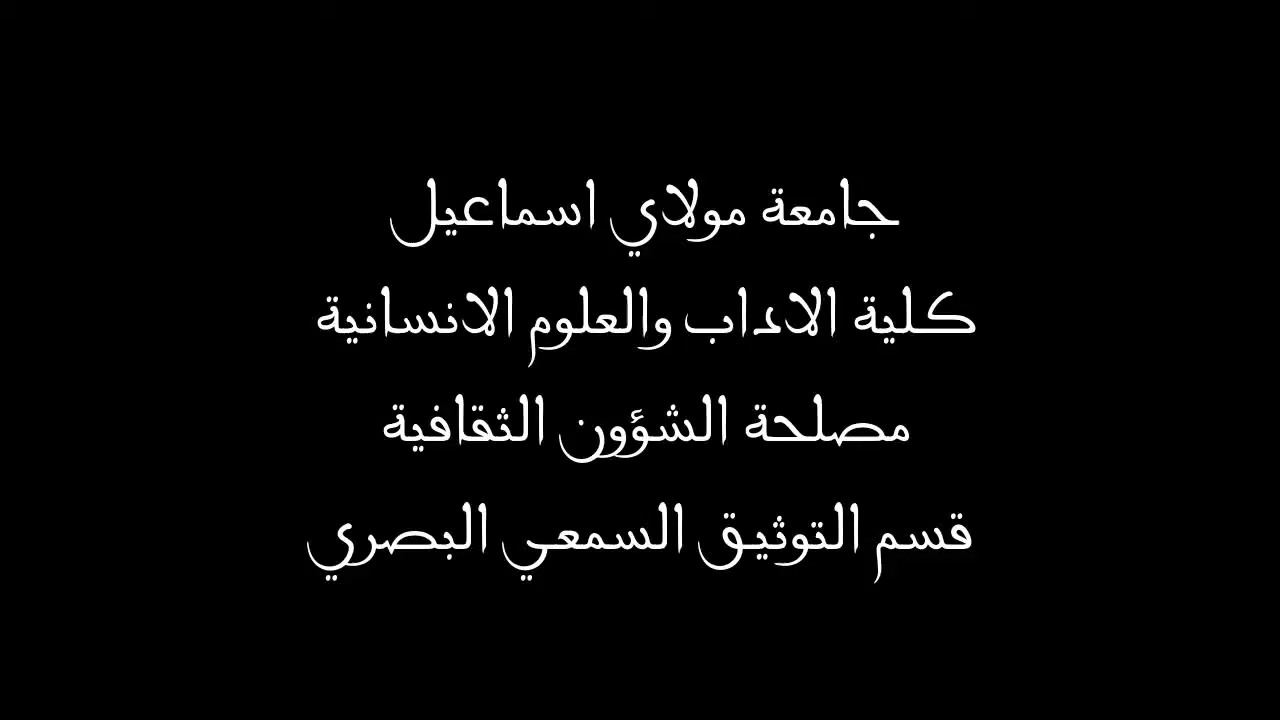 جامعة مولاي اسماعيل
كلية الاداب والعلوم الانسانية
مصلحة الشؤون الثقافية
قسم التوثيق السمعي البصري